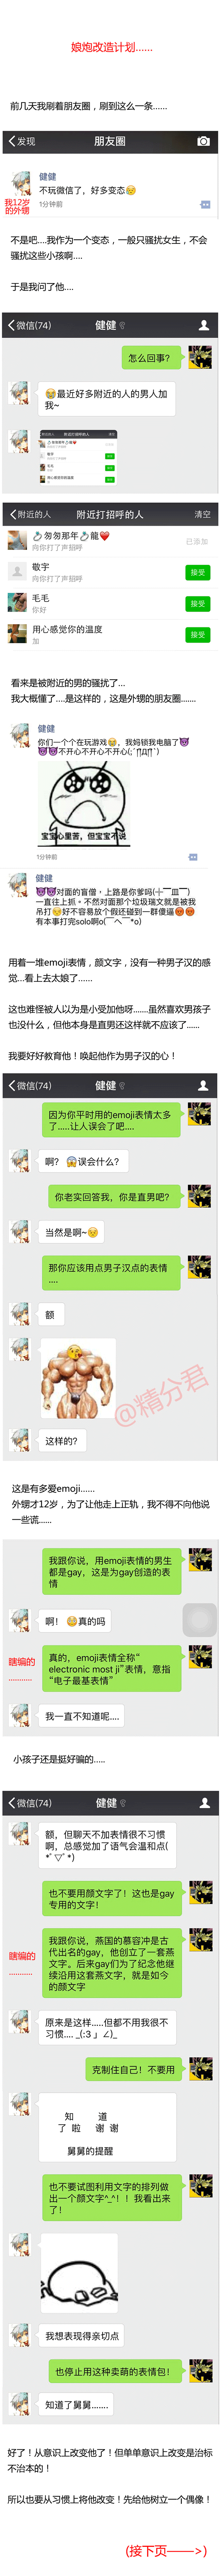 娘炮改造计划......
前几天我刷着朋友圈，刷到这么一条......
发现
朋友圈
健健
不玩微信了，好多变态😣
1分钟前
我12岁
的外甥
不是吧....我作为一个变态，一般只骚扰女生，不会
骚扰这些小孩啊....
于是我问了他....
微信(74)
健健
怎么回事?
😭最近好多附近的人的男人加
我~
附近的人
附近打招呼的人
清空
💍匆匆那年💍龍❤️
向你打了声招呼
已添加
敬宇
向你打了声招呼
接受
毛毛
你好
接受
用心感觉你的温度
加
接受
看来是被附近的男的骚扰了...
我大概懂了....是这样的，这是外甥的朋友圈.......
健健
你们一个个在玩游戏😢，我妈锁我电脑了😈
😈😈不开心不开心不开心
宝宝心里苦，但宝宝不说
1分钟前
健健
😈😈对面的盲僧，上路是你爹吗
一直往上抓。不然对面那个垃圾瑞文就是被我
吊打😏好不容易放个假还碰到一群傻逼😡😡
有本事打完solo啊o(￣ヘ￣*o)
用着一堆emoji表情，颜文字，没有一种男子汉的感
觉...看上去太娘了......
这也难怪被人以为是小受加他呀.......虽然喜欢男孩子
也没什么，但他本身是直男还这样就不应该了......
我要好好教育他！唤起他作为男子汉的心！
微信(74)
健健
因为你平时用的emoji表情太多
了.....让人误会了吧....
啊? 😱误会什么?
你老实回答我，你是直男吧?
当然是啊~😣
那你应该用点男子汉点的表情
....
额
这样的?
@精分君
这是有多爱emoji......
外甥才12岁，为了让他走上正轨，我不得不向他说
一些谎......
我跟你说，用emoji表情的男生
都是gay，这是为gay创造的表
情
啊！😳真的吗
瞎编的
............
真的，emoji表情全称“
electronic most ji”表情，意指
“电子最基表情”
我一直不知道呢....
小孩子还是挺好骗的.....
微信(74)
健健
额，但聊天不加表情很不习惯
啊，总感觉加了语气会温和点(
*ˊ▽ˋ*)
也不要用颜文字了！这也是gay
专用的文字！
瞎编的
............
我跟你说，燕国的慕容冲是古
代出名的gay，他创立了一套燕
文字。后来gay们为了纪念他继
续沿用这套燕文字，就是如今
的颜文字
原来是这样.....但都不用我很不
习惯.... _(:3 」∠)_
克制住自己！不要用
知 道
了 啦 谢 谢
舅舅的提醒
也不要试图利用文字的排列做
出一个颜文字^_^！！我看出来
了！
我想表现得亲切点
也停止用这种卖萌的表情包！
知道了舅舅.......
好了！从意识上改变他了！但单单意识上改变是治标
不治本的！
所以也要从习惯上将他改变！先给他树立一个偶像！
(接下页——>)